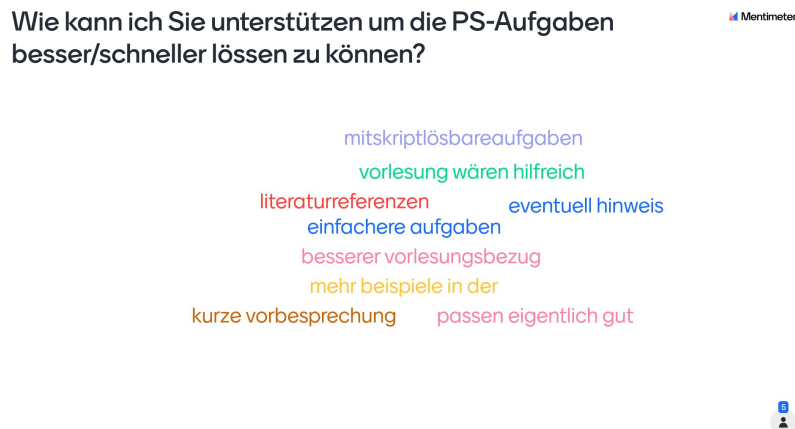 Wie kann ich Sie unterstützen um die PS-Aufgaben
besser/schneller lössen zu können?
Mentimeter
mitskriptlösbareaufgaben
vorlesung wären hilfreich
literaturreferenzen
eventuell hinweis
einfachere aufgaben
besserer vorlesungsbezug
mehr beispiele in der
kurze vorbesprechung
passen eigentlich gut
5